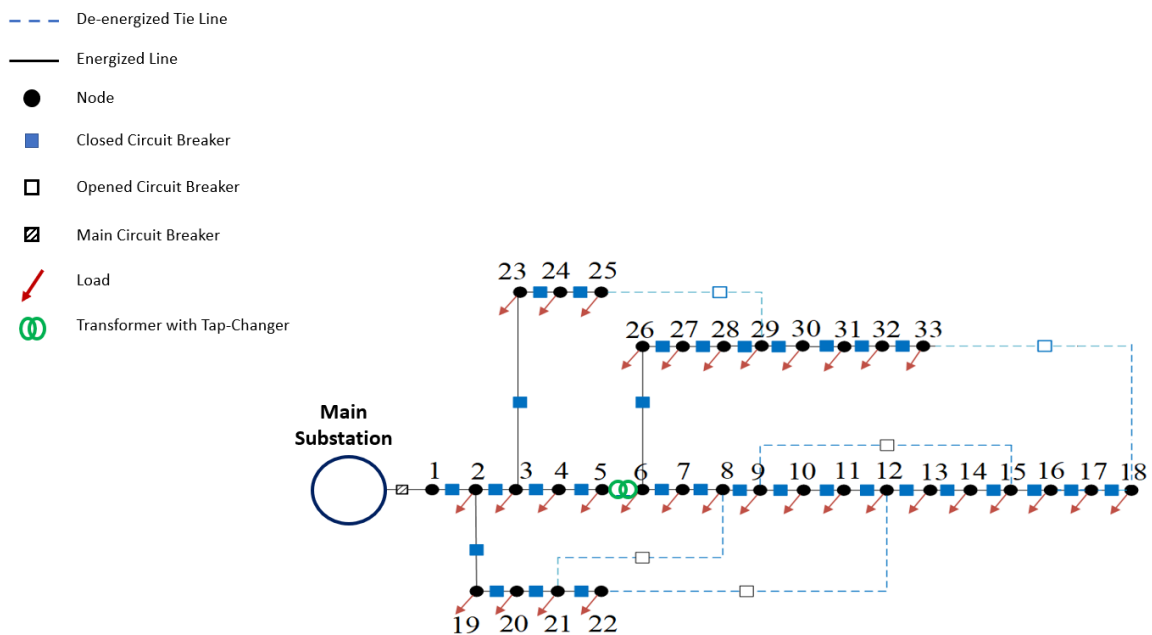 De-energized Tie Line
Energized Line
Node
Closed Circuit Breaker
Opened Circuit Breaker
Main Circuit Breaker
Load
Transformer with Tap-Changer
23 24 25
26 27 28 29 30 31 32 33
Main
Substation
1 2 3 4 5 6 7 8 9 10 11 12 13 14 15 16 17 18
19 20 21 22